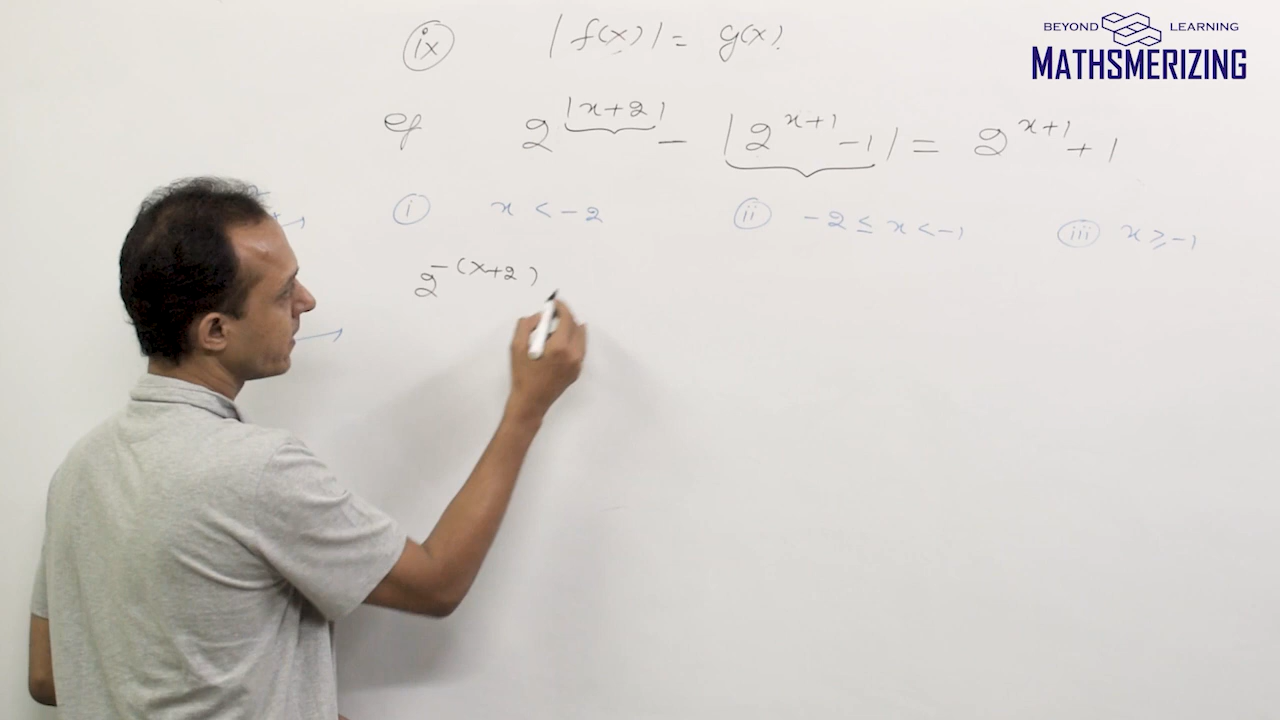 BEYOND LEARNING
MATHSMERIZING
ix |f(x)| = g(x).
eg 2^{|x+2|} - |2^{x+1} - 1| = 2^{x+1} + 1
i x < -2 ii -2 ≤ x < -1 iii x ≥ -1
2^{-(x+2)}